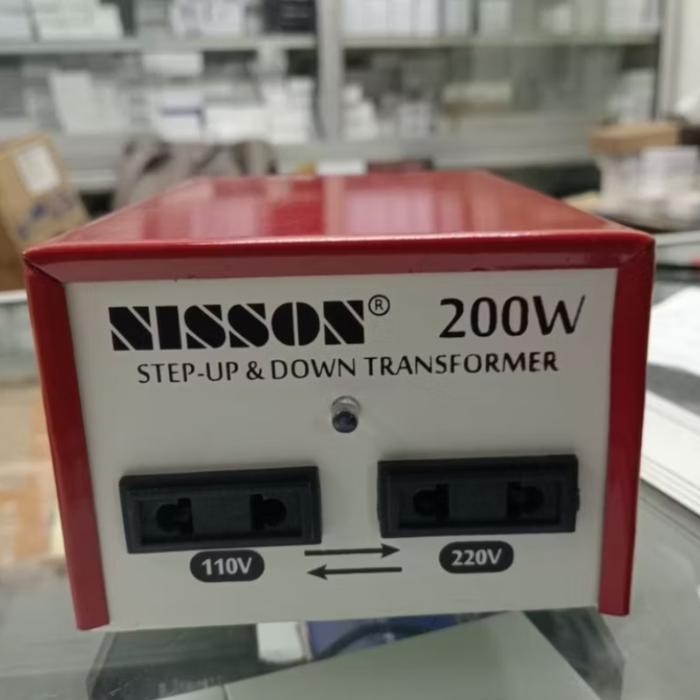 NISSON® 200W
STEP-UP & DOWN TRANSFORMER
110V 220V